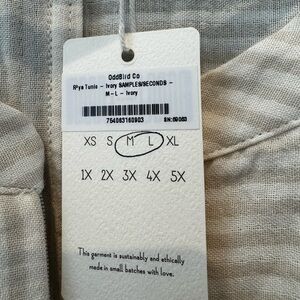 OddBird Co
Rhya Tunic - Ivory SAMPLES/SECONDS -
M - L - Ivory
754063160903
XS S M L XL
1X 2X 3X 4X 5X
This garment is sustainably and ethically
made in small batches with love.